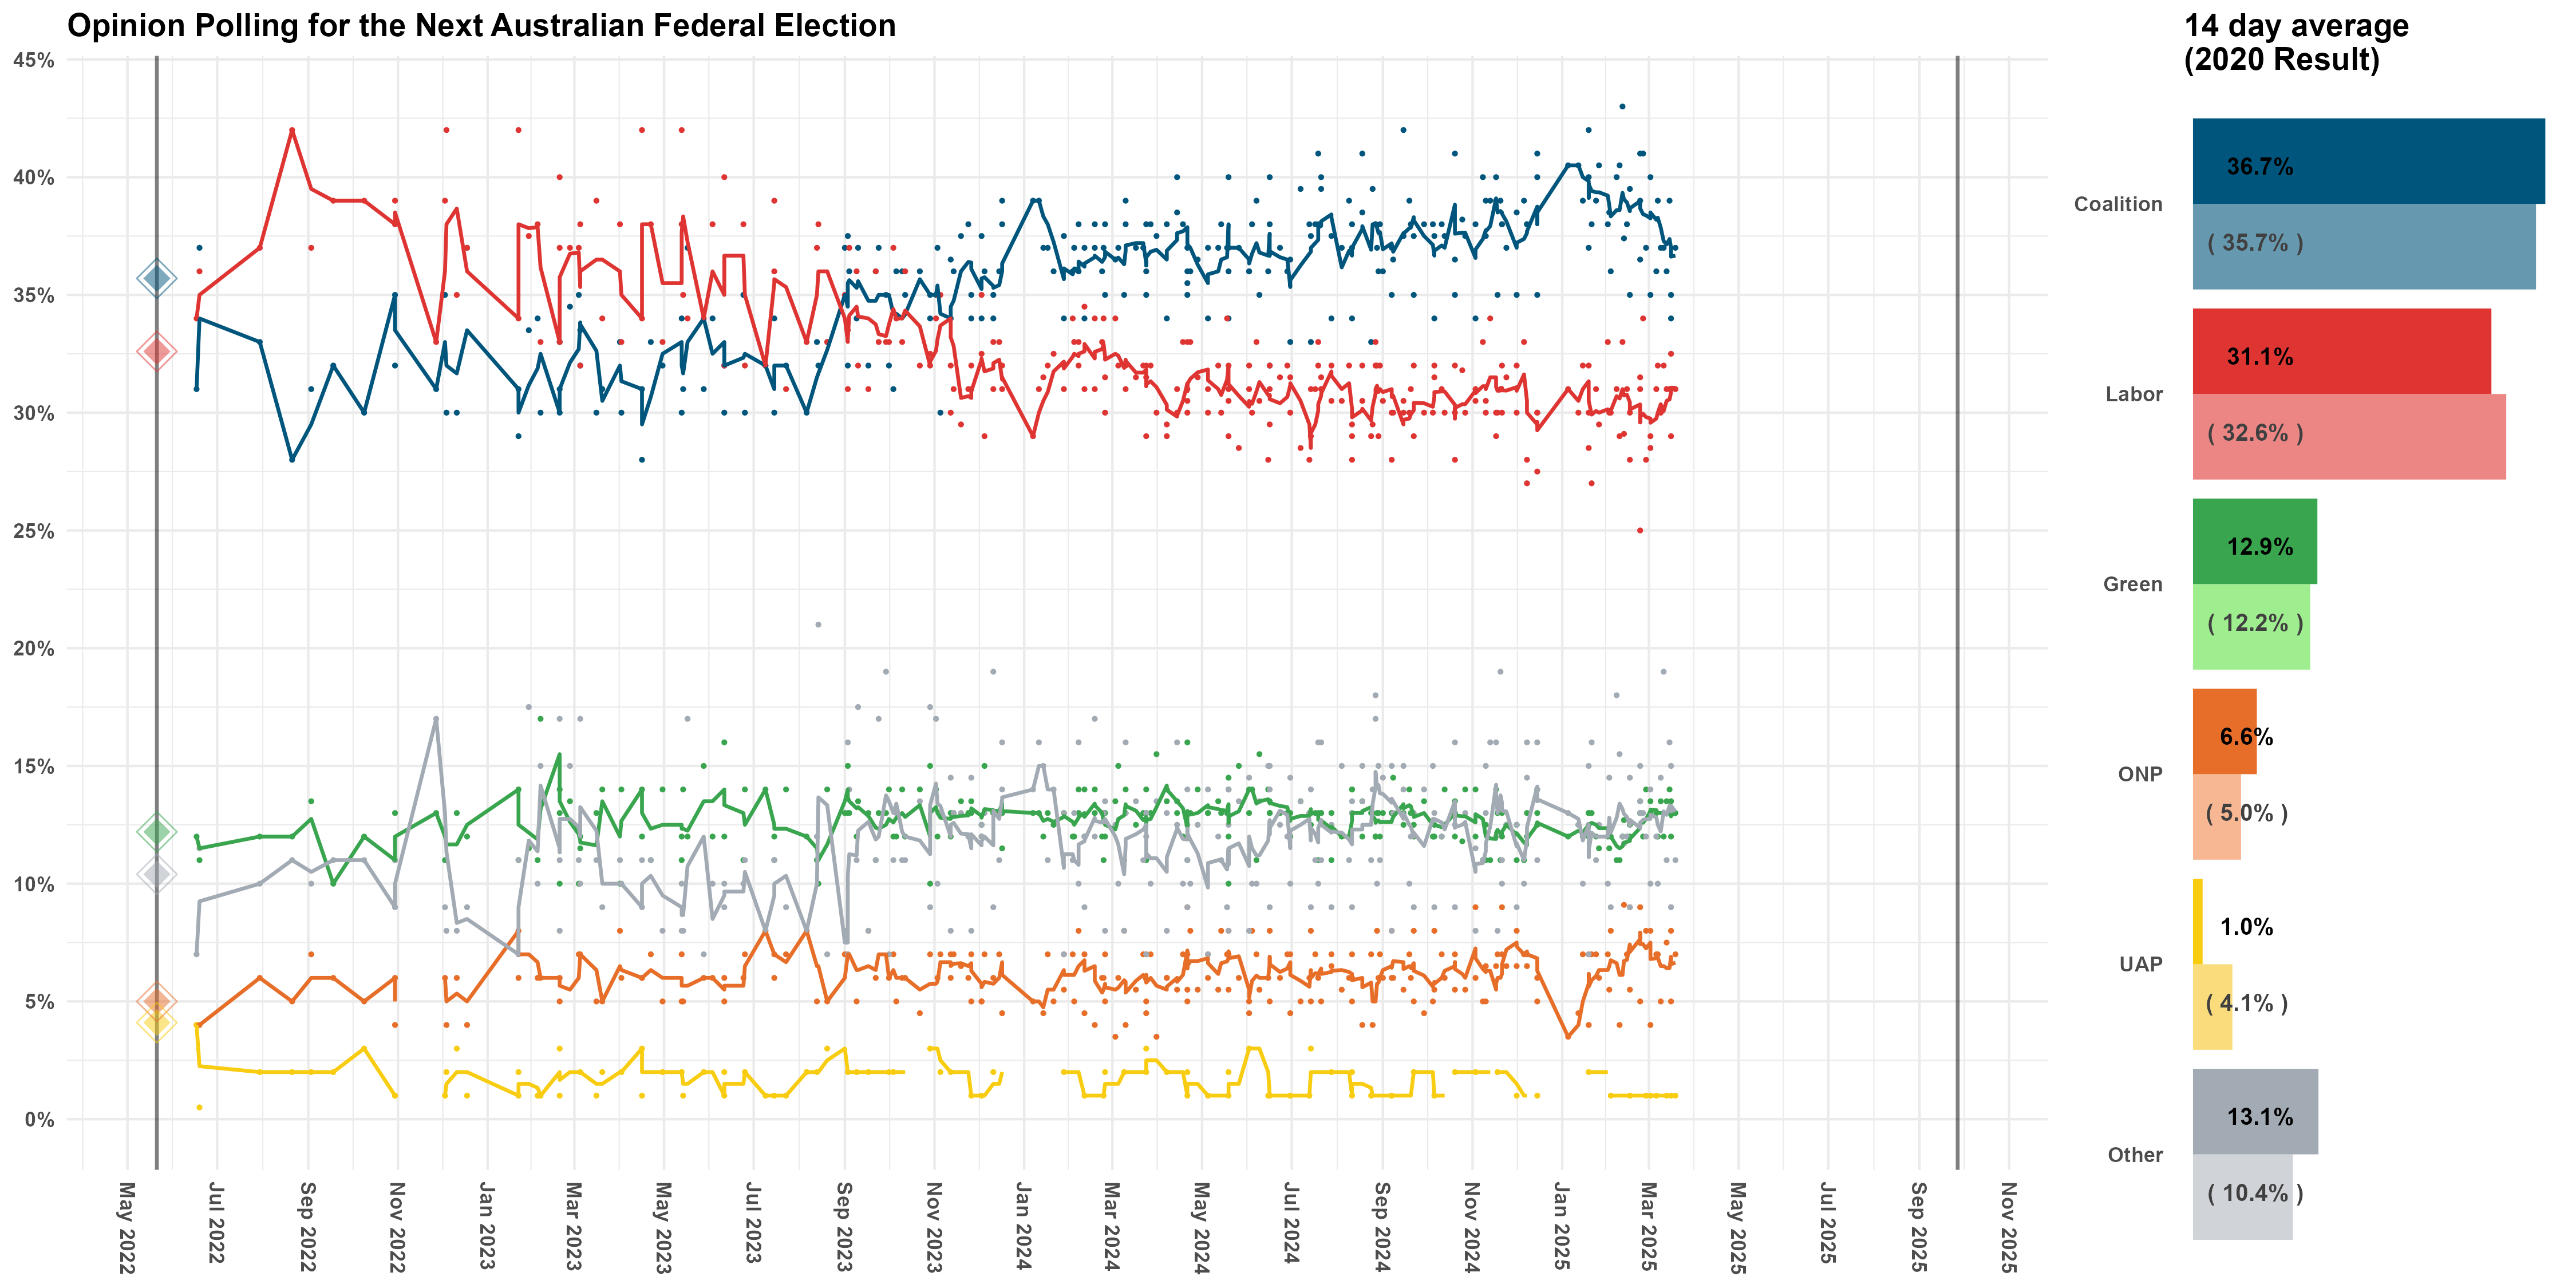 Opinion Polling for the Next Australian Federal Election
14 day average
(2020 Result)
45%
40%
35%
30%
25%
20%
15%
10%
5%
0%
May 2022
Jul 2022
Sep 2022
Nov 2022
Jan 2023
Mar 2023
May 2023
Jul 2023
Sep 2023
Nov 2023
Jan 2024
Mar 2024
May 2024
Jul 2024
Sep 2024
Nov 2024
Jan 2025
Mar 2025
May 2025
Jul 2025
Sep 2025
Nov 2025
Coalition
36.7%
( 35.7% )
Labor
31.1%
( 32.6% )
Green
12.9%
( 12.2% )
ONP
6.6%
( 5.0% )
UAP
1.0%
( 4.1% )
Other
13.1%
( 10.4% )